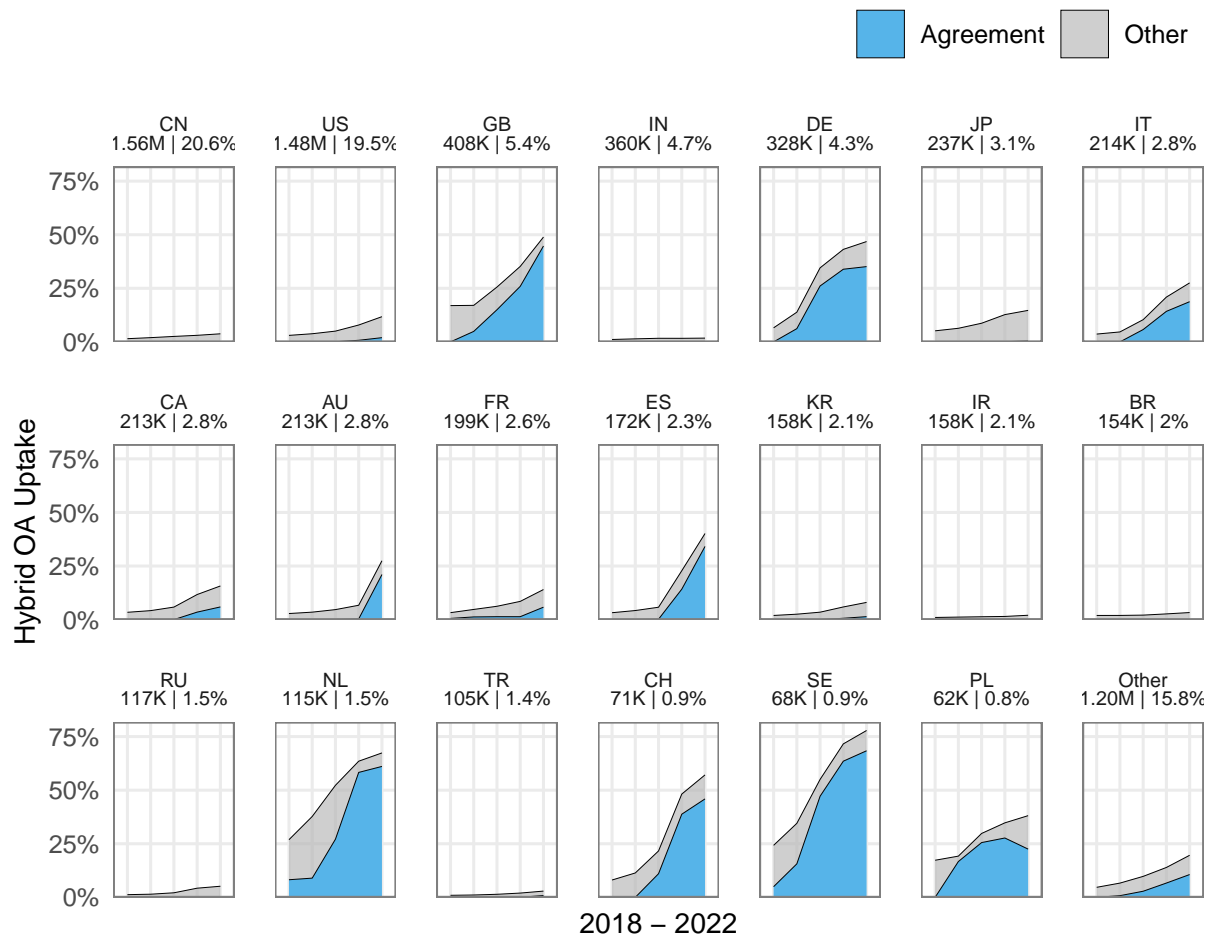 Agreement Other
CN US GB IN DE JP IT
1.56M | 20.6% 1.48M | 19.5% 408K | 5.4% 360K | 4.7% 328K | 4.3% 237K | 3.1% 214K | 2.8%
75%
50%
25%
0%
CA AU FR ES KR IR BR
213K | 2.8% 213K | 2.8% 199K | 2.6% 172K | 2.3% 158K | 2.1% 158K | 2.1% 154K | 2%
75%
50%
25%
0%
Hybrid OA Uptake
RU NL TR CH SE PL Other
117K | 1.5% 115K | 1.5% 105K | 1.4% 71K | 0.9% 68K | 0.9% 62K | 0.8% 1.20M | 15.8%
75%
50%
25%
0%
2018 – 2022